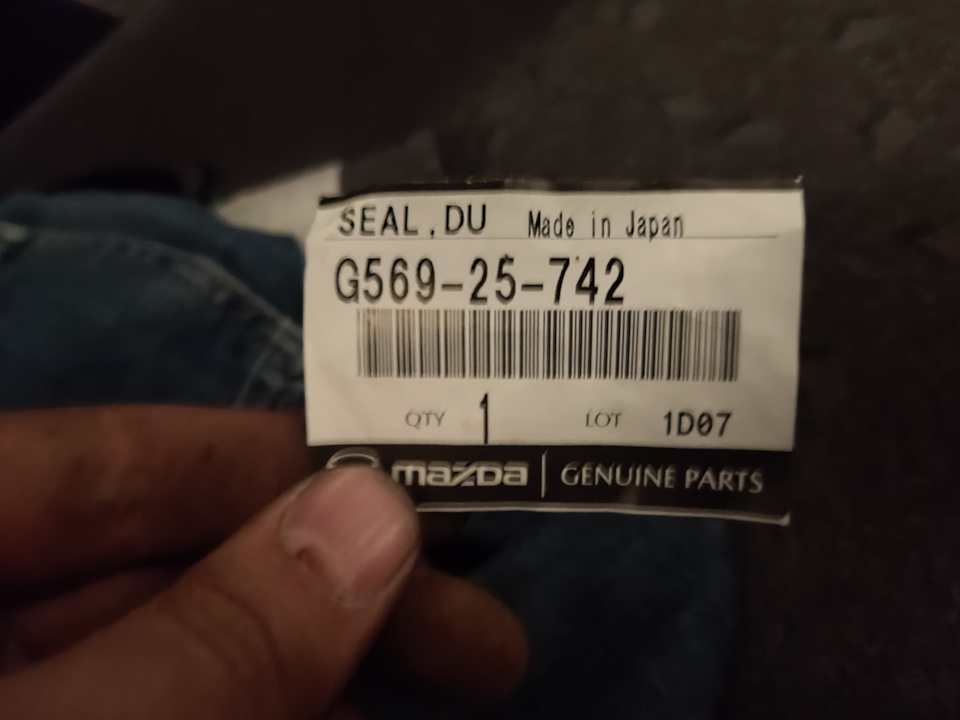 SEAL,DU Made in Japan
G569-25-742
QTY 1 LOT 1D07
mazda | GENUINE PARTS